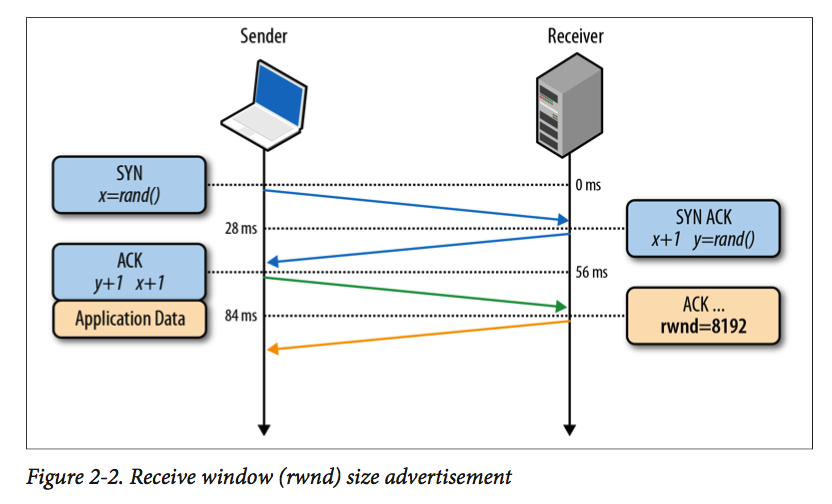 Sender
Receiver
SYN
x=rand()
0 ms
28 ms
SYN ACK
x+1 y=rand()
ACK
y+1 x+1
56 ms
Application Data
84 ms
ACK ...
rwnd=8192
Figure 2-2. Receive window (rwnd) size advertisement